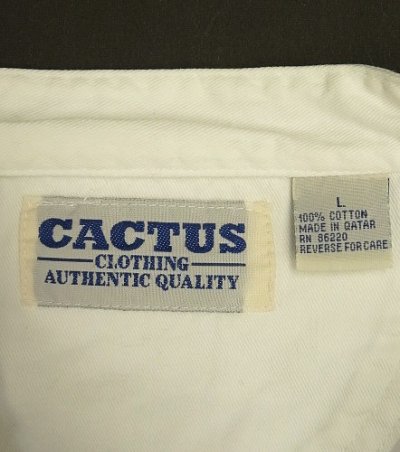 CACTUS
CLOTHING
AUTHENTIC QUALITY
L
100% COTTON
MADE IN QATAR
RN 86220
REVERSE FOR CARE